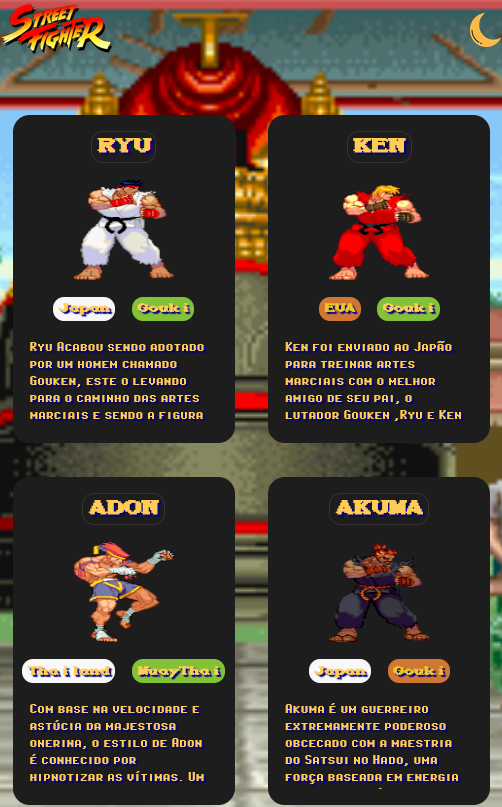 STREET
FIGHTER
RYU
Japan
Gouki
Ryu Acabou sendo adotado
por um homem chamado
Gouken, este o levando
para o caminho das artes
marciais e sendo a figura
KEN
EUA
Gouki
Ken foi enviado ao Japão
para treinar artes
marciais com o melhor
amigo de seu pai, o
lutador Gouken ,Ryu e Ken
ADON
Thailand
MuayThai
Com base na velocidade e
astúcia da majestosa
onerina, o estilo de Adon
é conhecido por
hipnotizar as vítimas. Um
AKUMA
Japan
Gouki
Akuma é um guerreiro
extremamente poderoso
obcecado com a maestria
do Satsui no Hado, uma
força baseada em energia